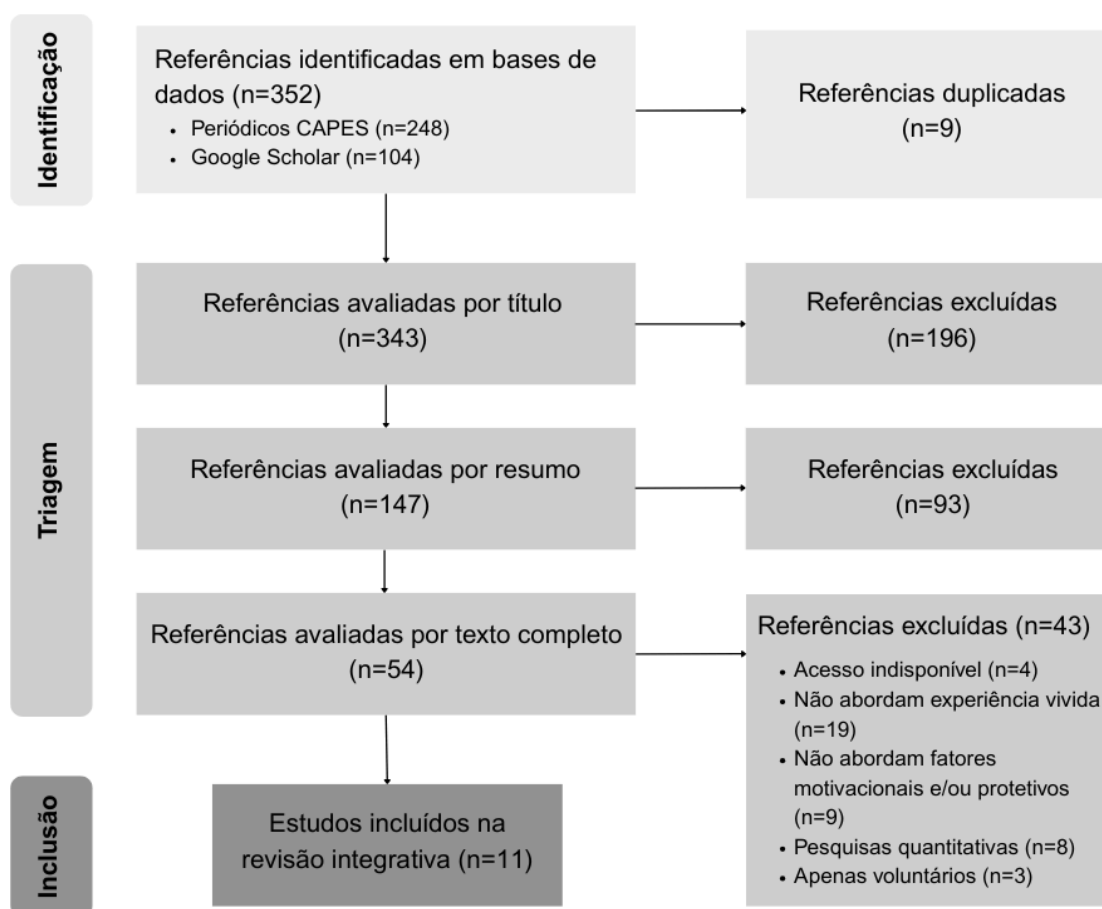 Identificação
Referências identificadas em bases de
dados (n=352)
• Periódicos CAPES (n=248)
• Google Scholar (n=104)
Referências duplicadas
(n=9)
Triagem
Referências avaliadas por título
(n=343)
Referências excluídas
(n=196)
Referências avaliadas por resumo
(n=147)
Referências excluídas
(n=93)
Referências avaliadas por texto completo
(n=54)
Referências excluídas (n=43)
• Acesso indisponível (n=4)
• Não abordam experiência vivida
(n=19)
• Não abordam fatores
motivacionais e/ou protetivos
(n=9)
• Pesquisas quantitativas (n=8)
• Apenas voluntários (n=3)
Inclusão
Estudos incluídos na
revisão integrativa (n=11)